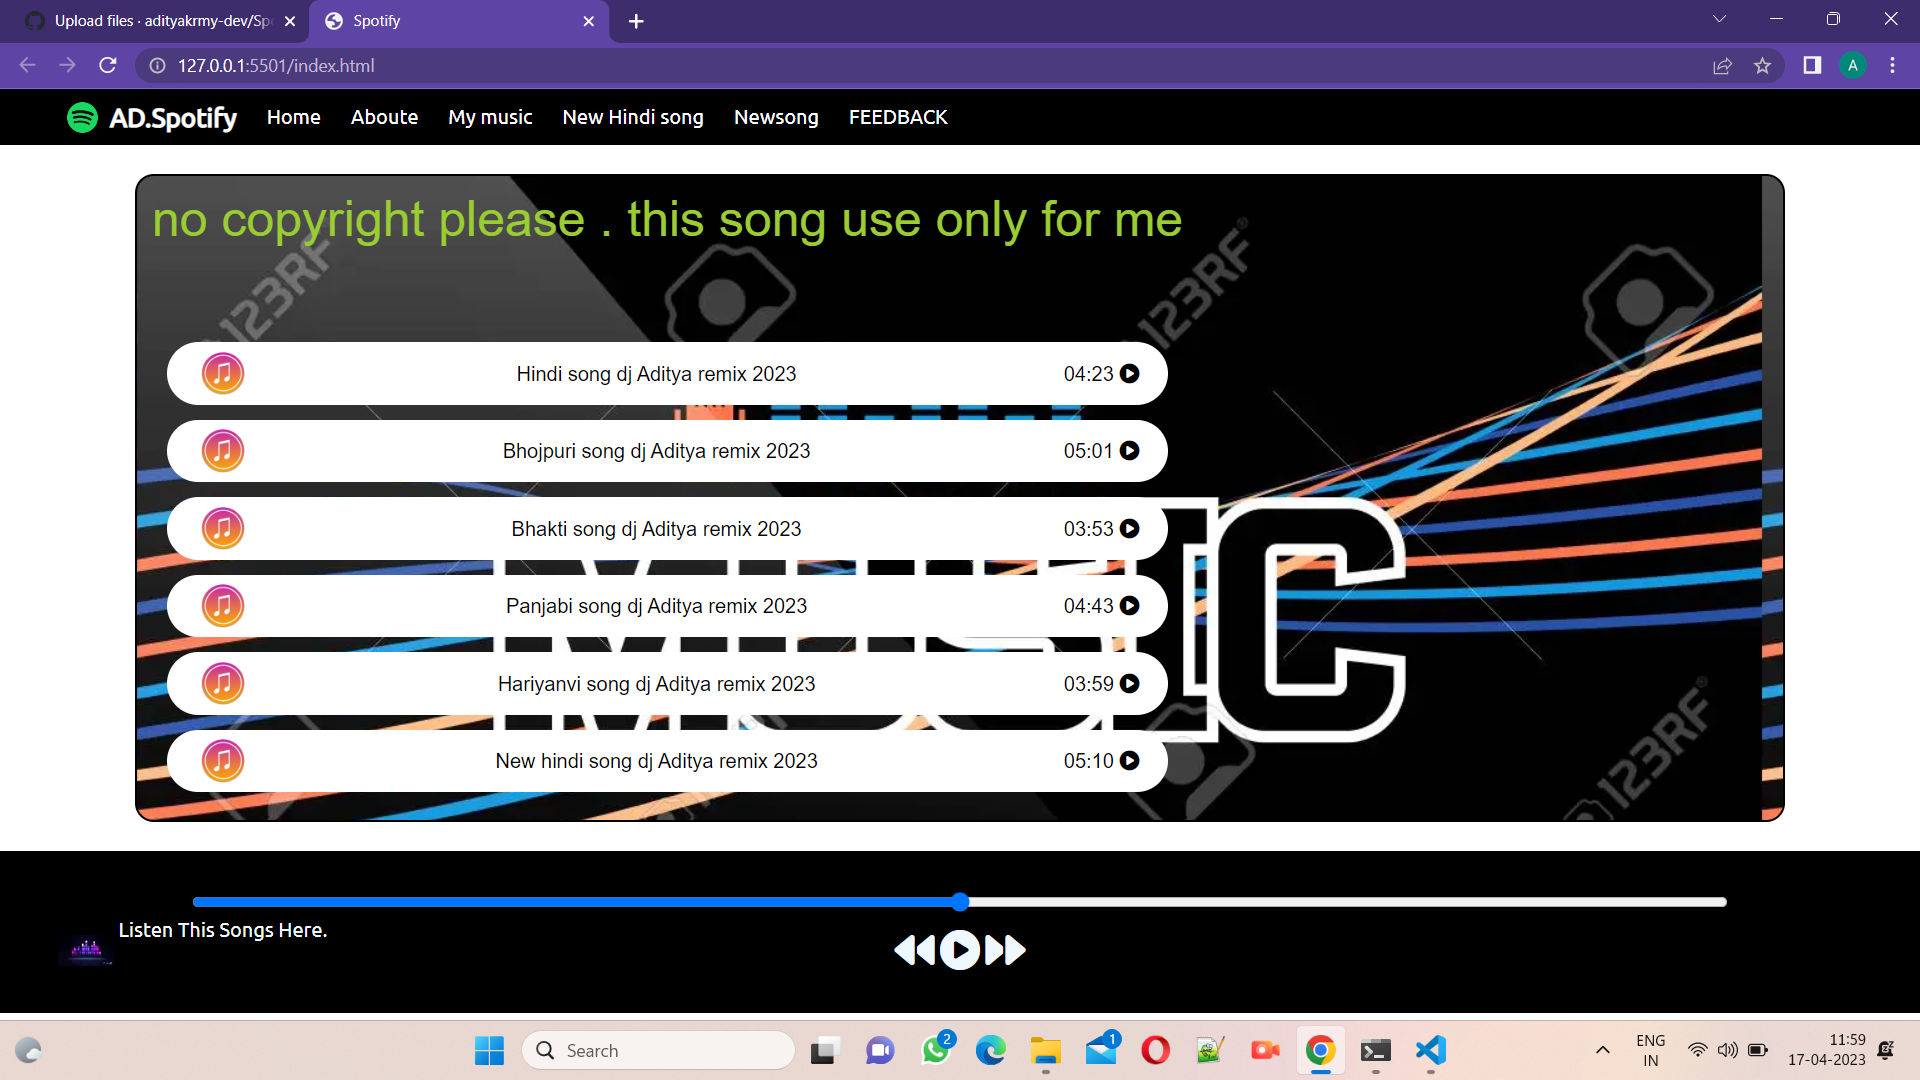 Upload files · adityakrmy-dev/Sp
Spotify
127.0.0.1:5501/index.html
A
AD.Spotify Home Aboute My music New Hindi song Newsong FEEDBACK
no copyright please . this song use only for me
123RF
123RF
Hindi song dj Aditya remix 2023 04:23
Bhojpuri song dj Aditya remix 2023 05:01
Bhakti song dj Aditya remix 2023 03:53
Panjabi song dj Aditya remix 2023 04:43
Hariyanvi song dj Aditya remix 2023 03:59
New hindi song dj Aditya remix 2023 05:10
MUSIC
123RF
Listen This Songs Here.
Search
2
1
ENG
IN
11:59
17-04-2023